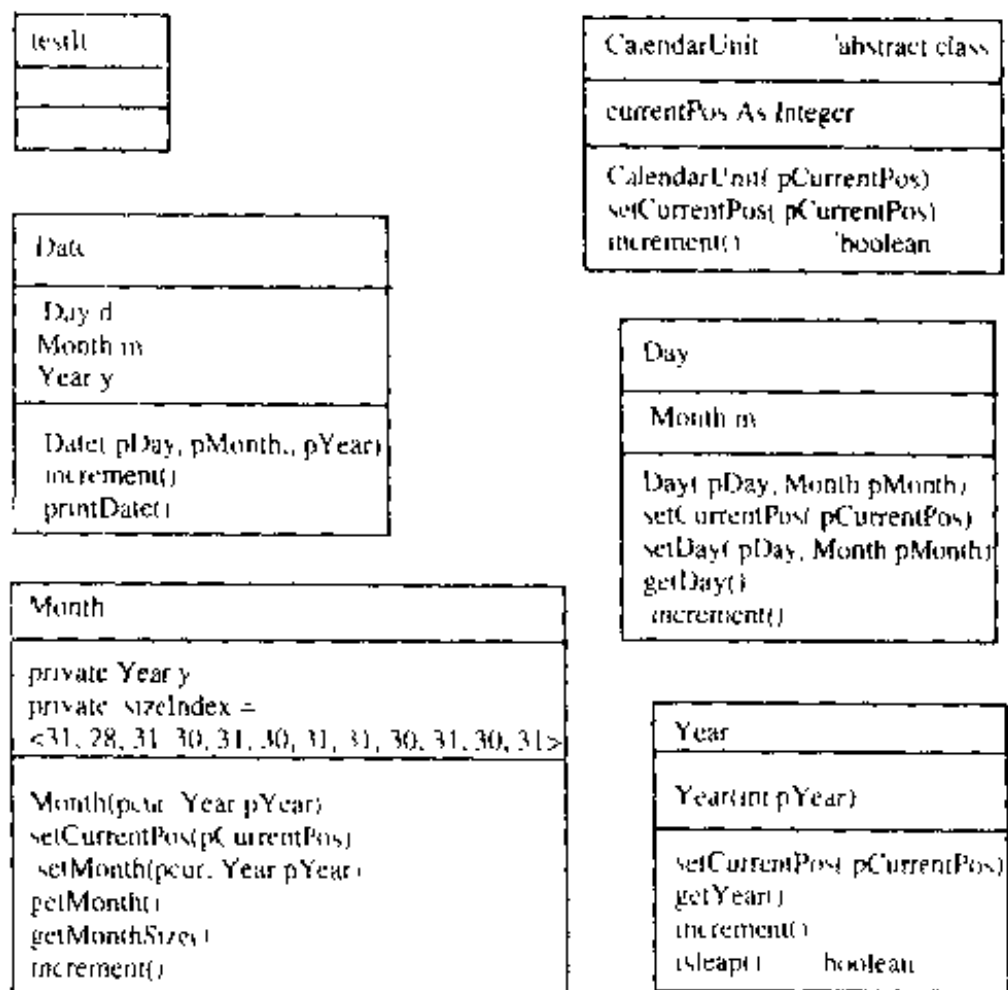 testIt
CalendarUnit 'abstract class
currentPos As Integer
CalendarUnit( pCurrentPos)
setCurrentPos( pCurrentPos)
increment() 'boolean
Date
Day d
Month m
Year y
Date( pDay, pMonth., pYear)
increment()
printDate()
Day
Month m
Day( pDay, Month pMonth)
setCurrentPos( pCurrentPos)
setDay( pDay, Month pMonth)
getDay()
increment()
Month
private Year y
private sizeIndex =
<31, 28, 31, 30, 31, 30, 31, 31, 30, 31, 30, 31>
Month(pcur, Year pYear)
setCurrentPos(pCurrentPos)
setMonth(pcur, Year pYear)
getMonth()
getMonthSize()
increment()
Year
Year(int pYear)
setCurrentPos( pCurrentPos)
getYear()
increment()
isleap() boolean